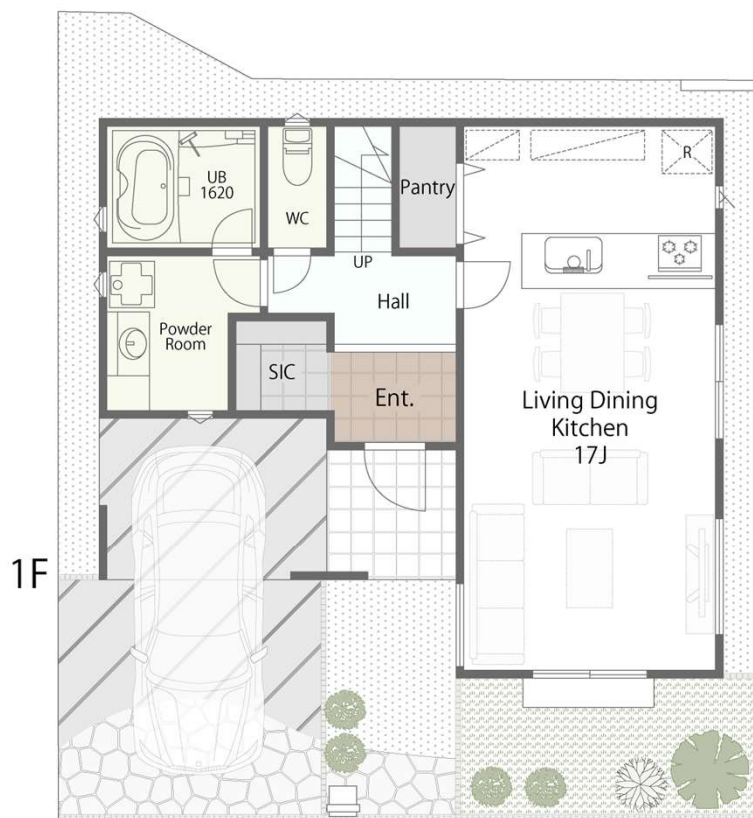 UB
1620
WC
Pantry
R
UP
Hall
Powder
Room
SIC
Ent.
Living Dining
Kitchen
17J
1F